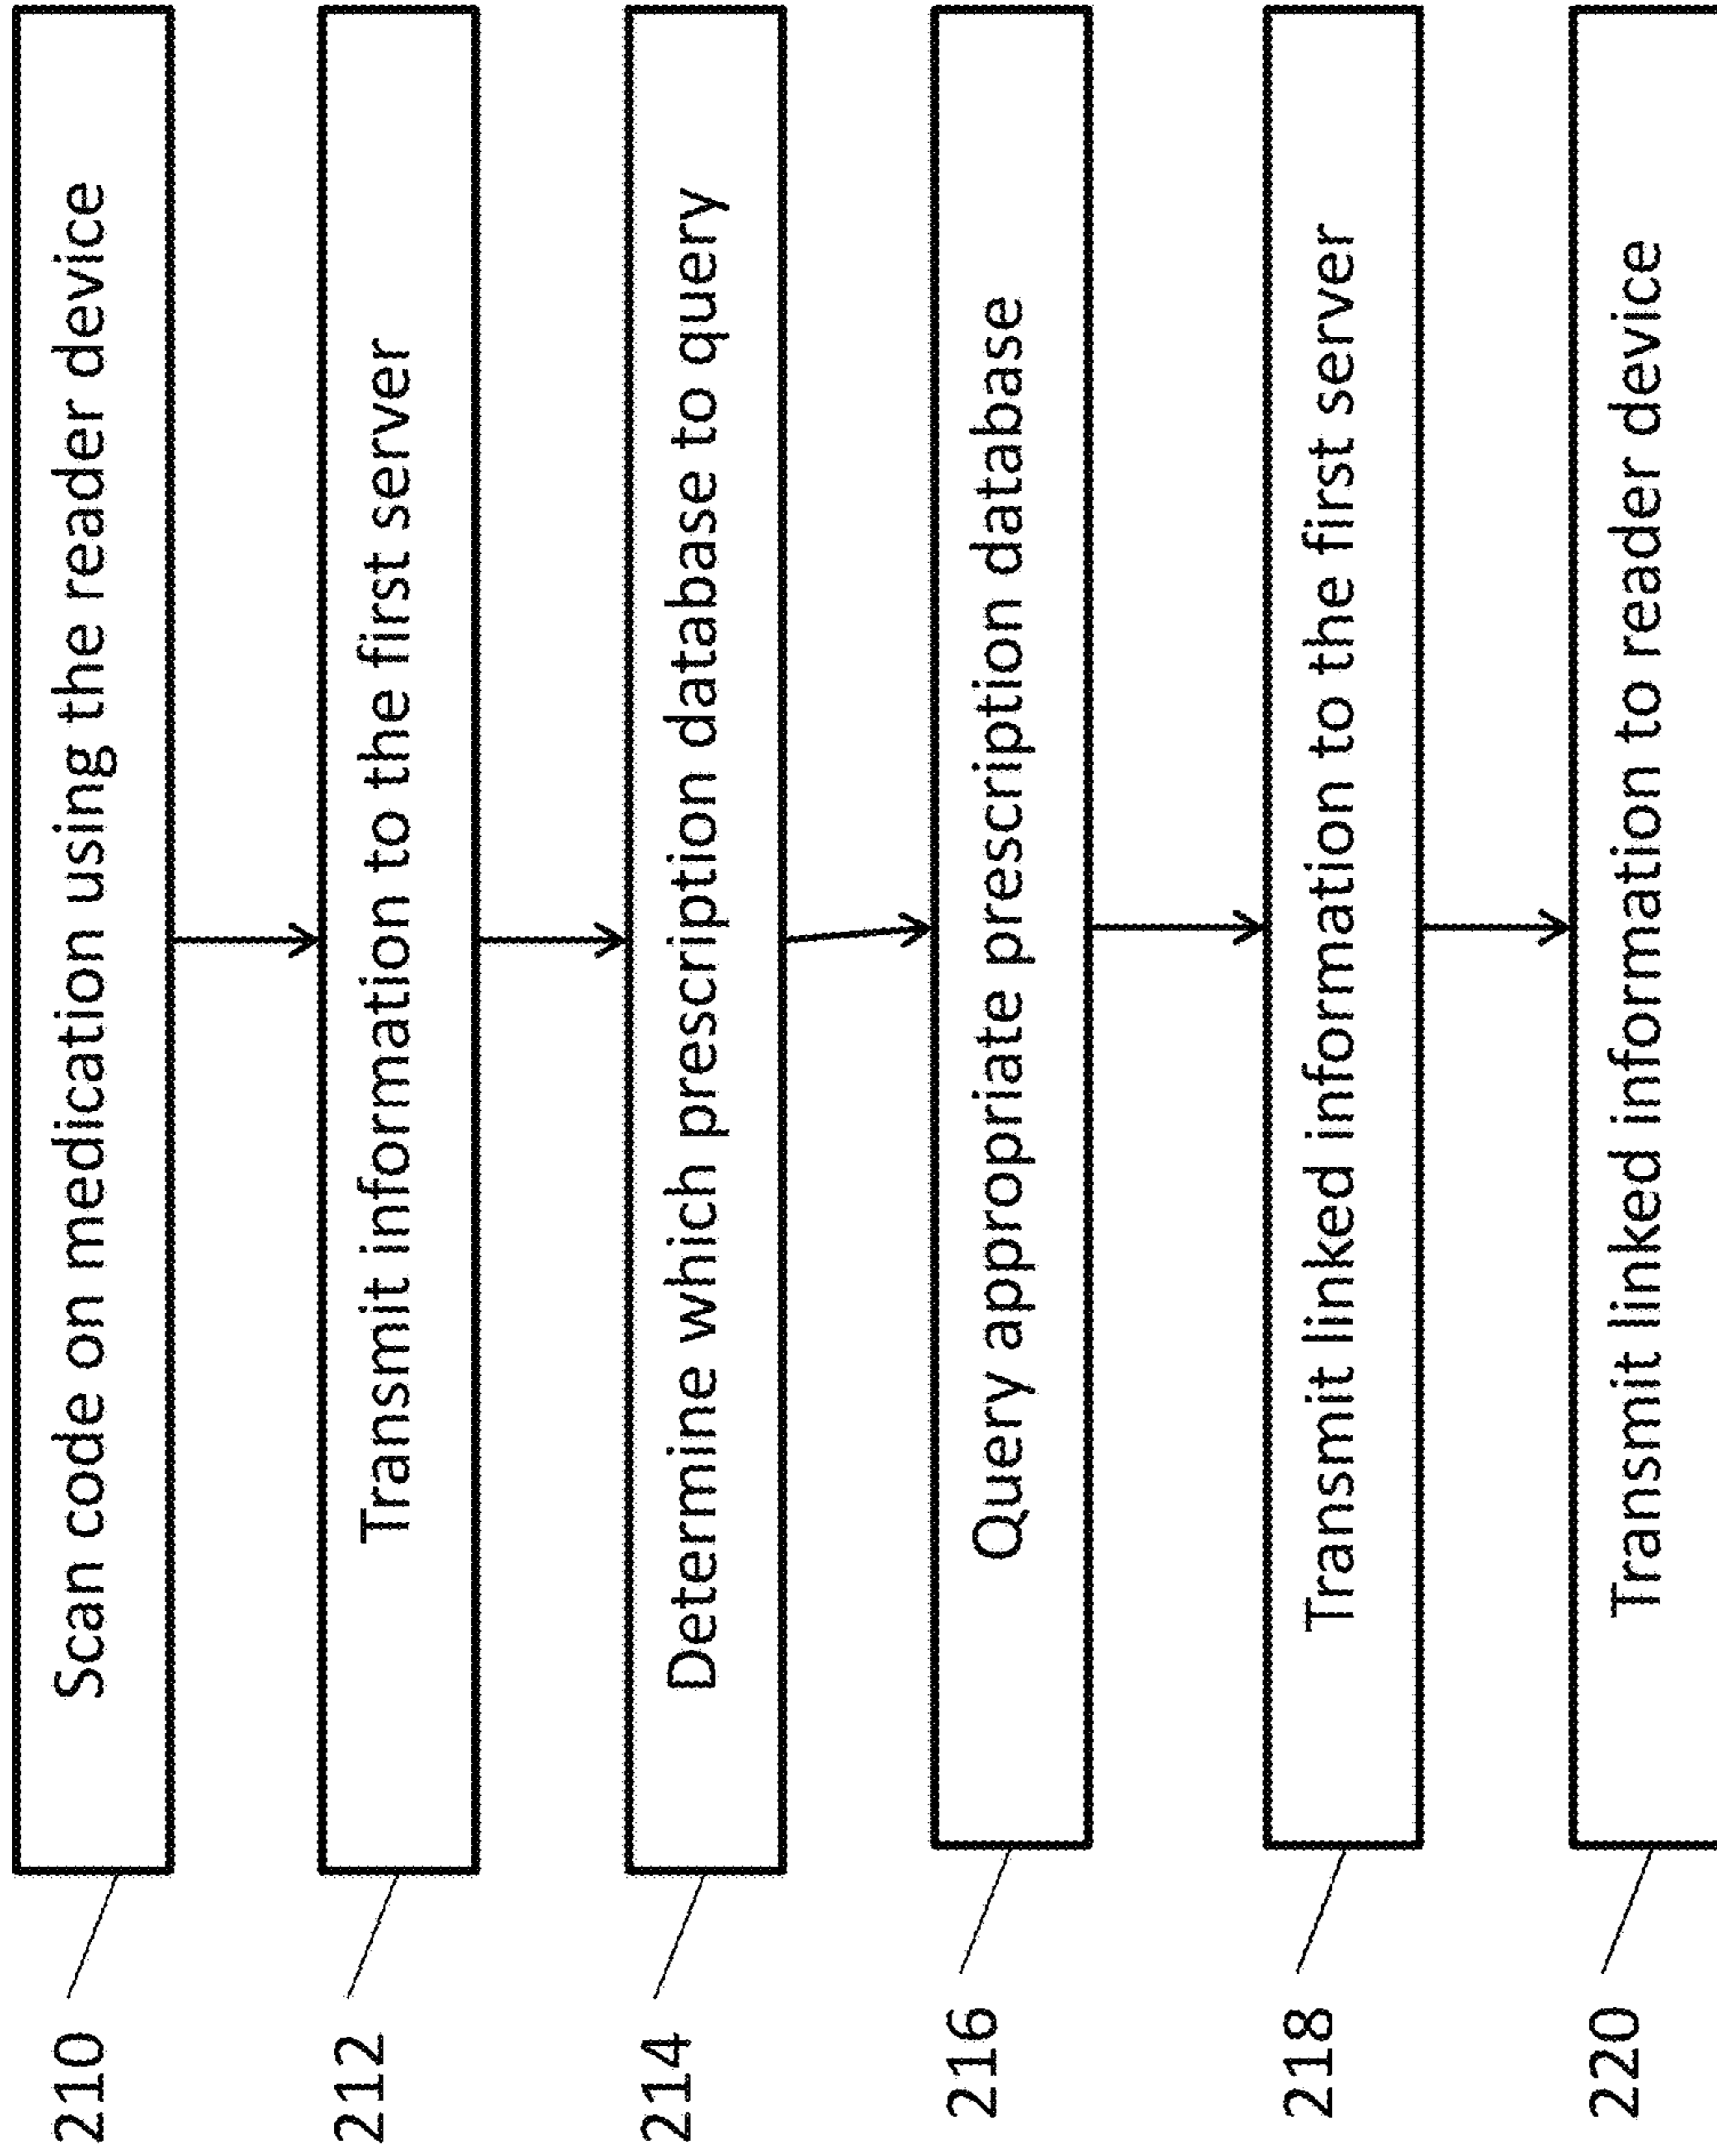 210
Scan code on medication using the reader device
212
Transmit information to the first server
214
Determine which prescription database to query
216
Query appropriate prescription database
218
Transmit linked information to the first server
220
Transmit linked information to reader device